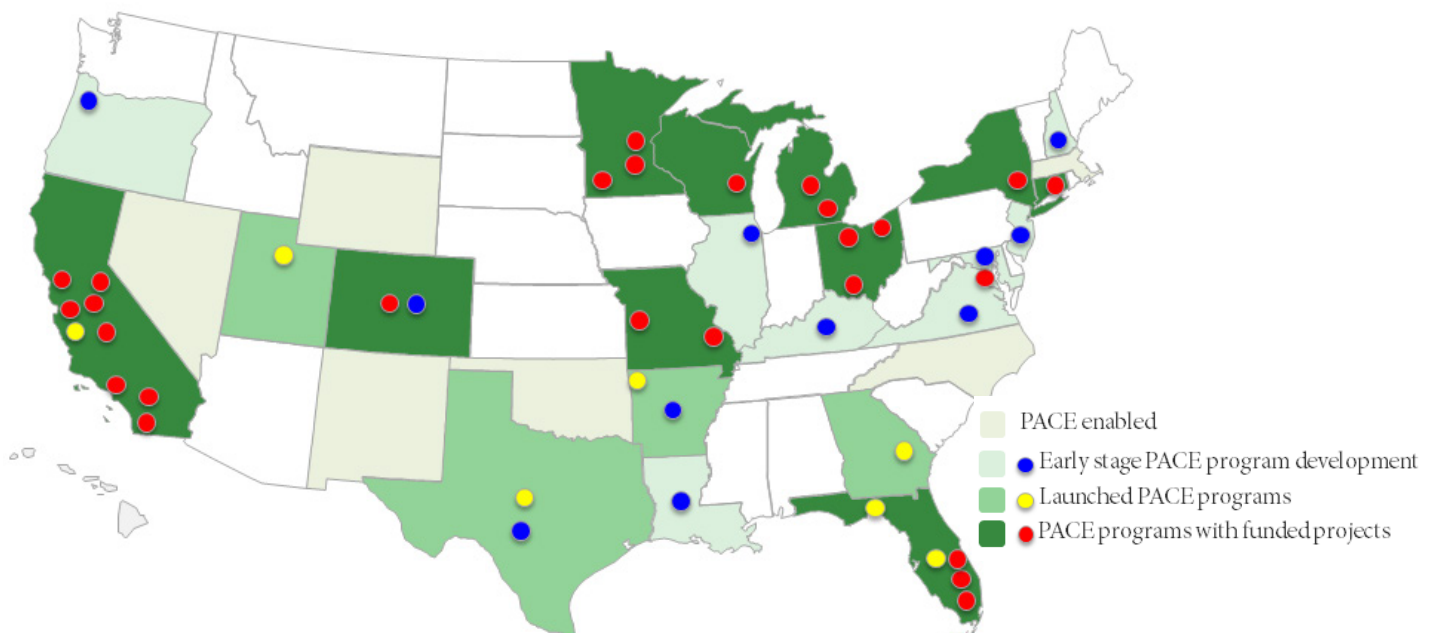 PACE enabled
Early stage PACE program development
Launched PACE programs
PACE programs with funded projects